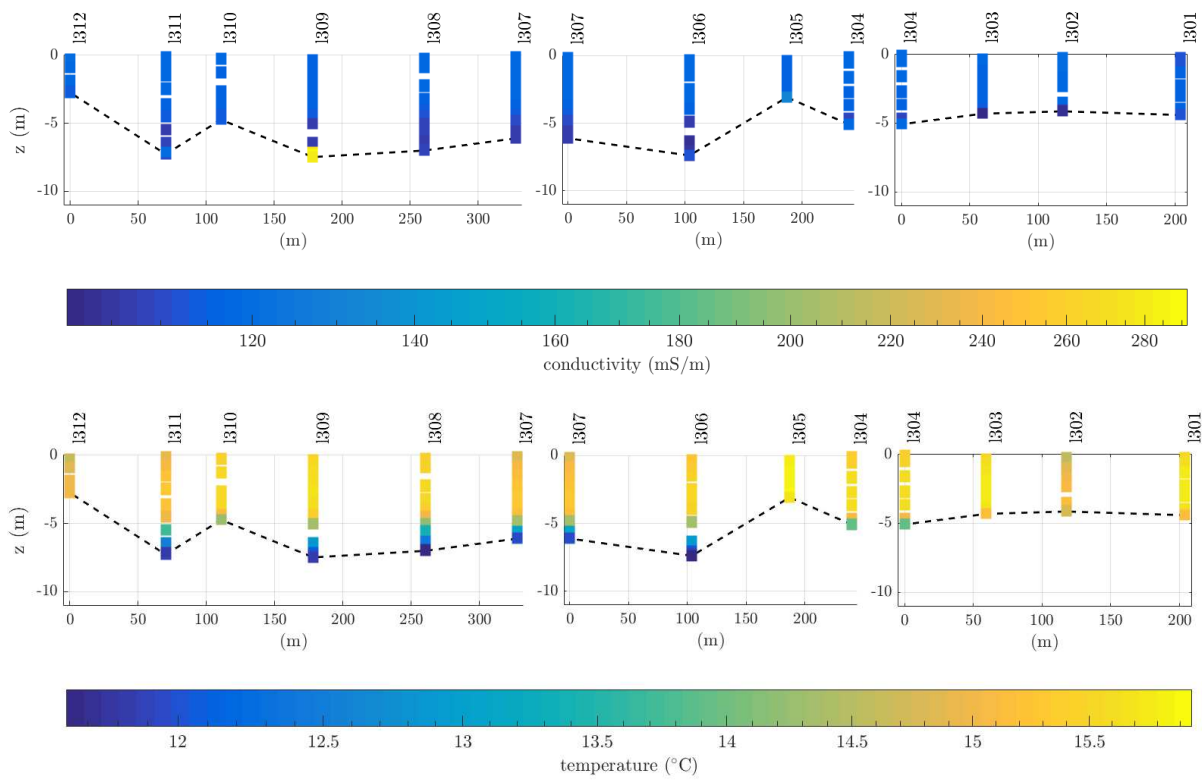 l312 l311 l310 l309 l308 l307 l307 l306 l305 l304 l304 l303 l302 l301
0 0 0
z (m) -5 -5 -5
-10 -10 -10
0 50 100 150 200 250 300 0 50 100 150 200 0 50 100 150 200
(m) (m) (m)
120 140 160 180 200 220 240 260 280
conductivity (mS/m)
l312 l311 l310 l309 l308 l307 l307 l306 l305 l304 l304 l303 l302 l301
0 0 0
z (m) -5 -5 -5
-10 -10 -10
0 50 100 150 200 250 300 0 50 100 150 200 0 50 100 150 200
(m) (m) (m)
12 12.5 13 13.5 14 14.5 15 15.5
temperature (°C)